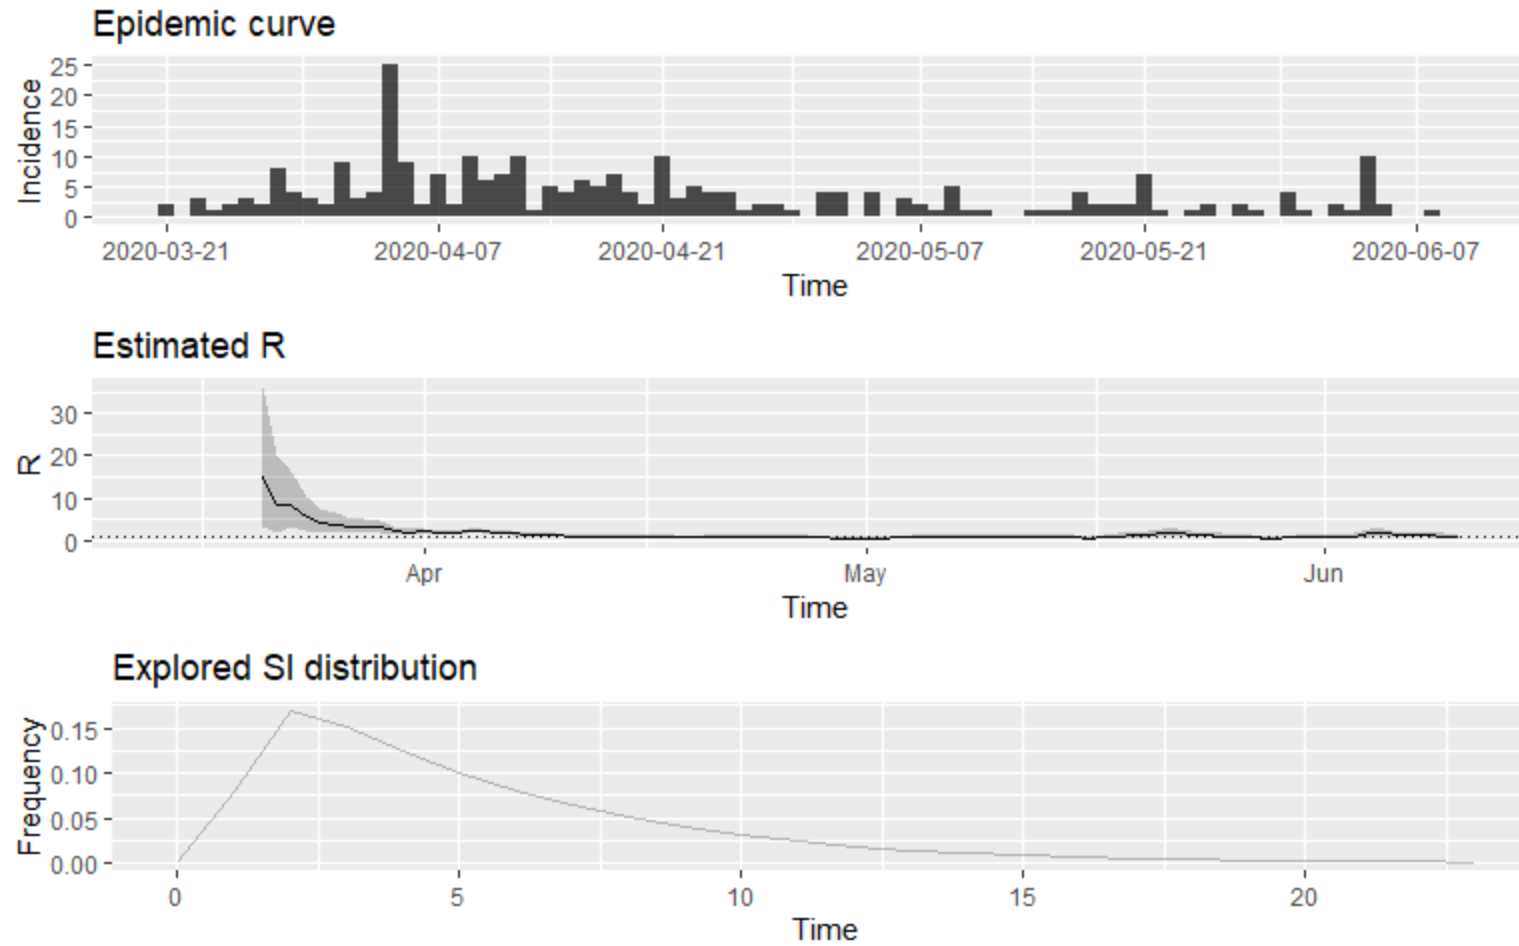 Epidemic curve
Incidence
25
20
15
10
5
0
2020-03-21 2020-04-07 2020-04-21 2020-05-07 2020-05-21 2020-06-07
Time
Estimated R
R
30
20
10
0
Apr May Jun
Time
Explored SI distribution
Frequency
0.15
0.10
0.05
0.00
0 5 10 15 20
Time